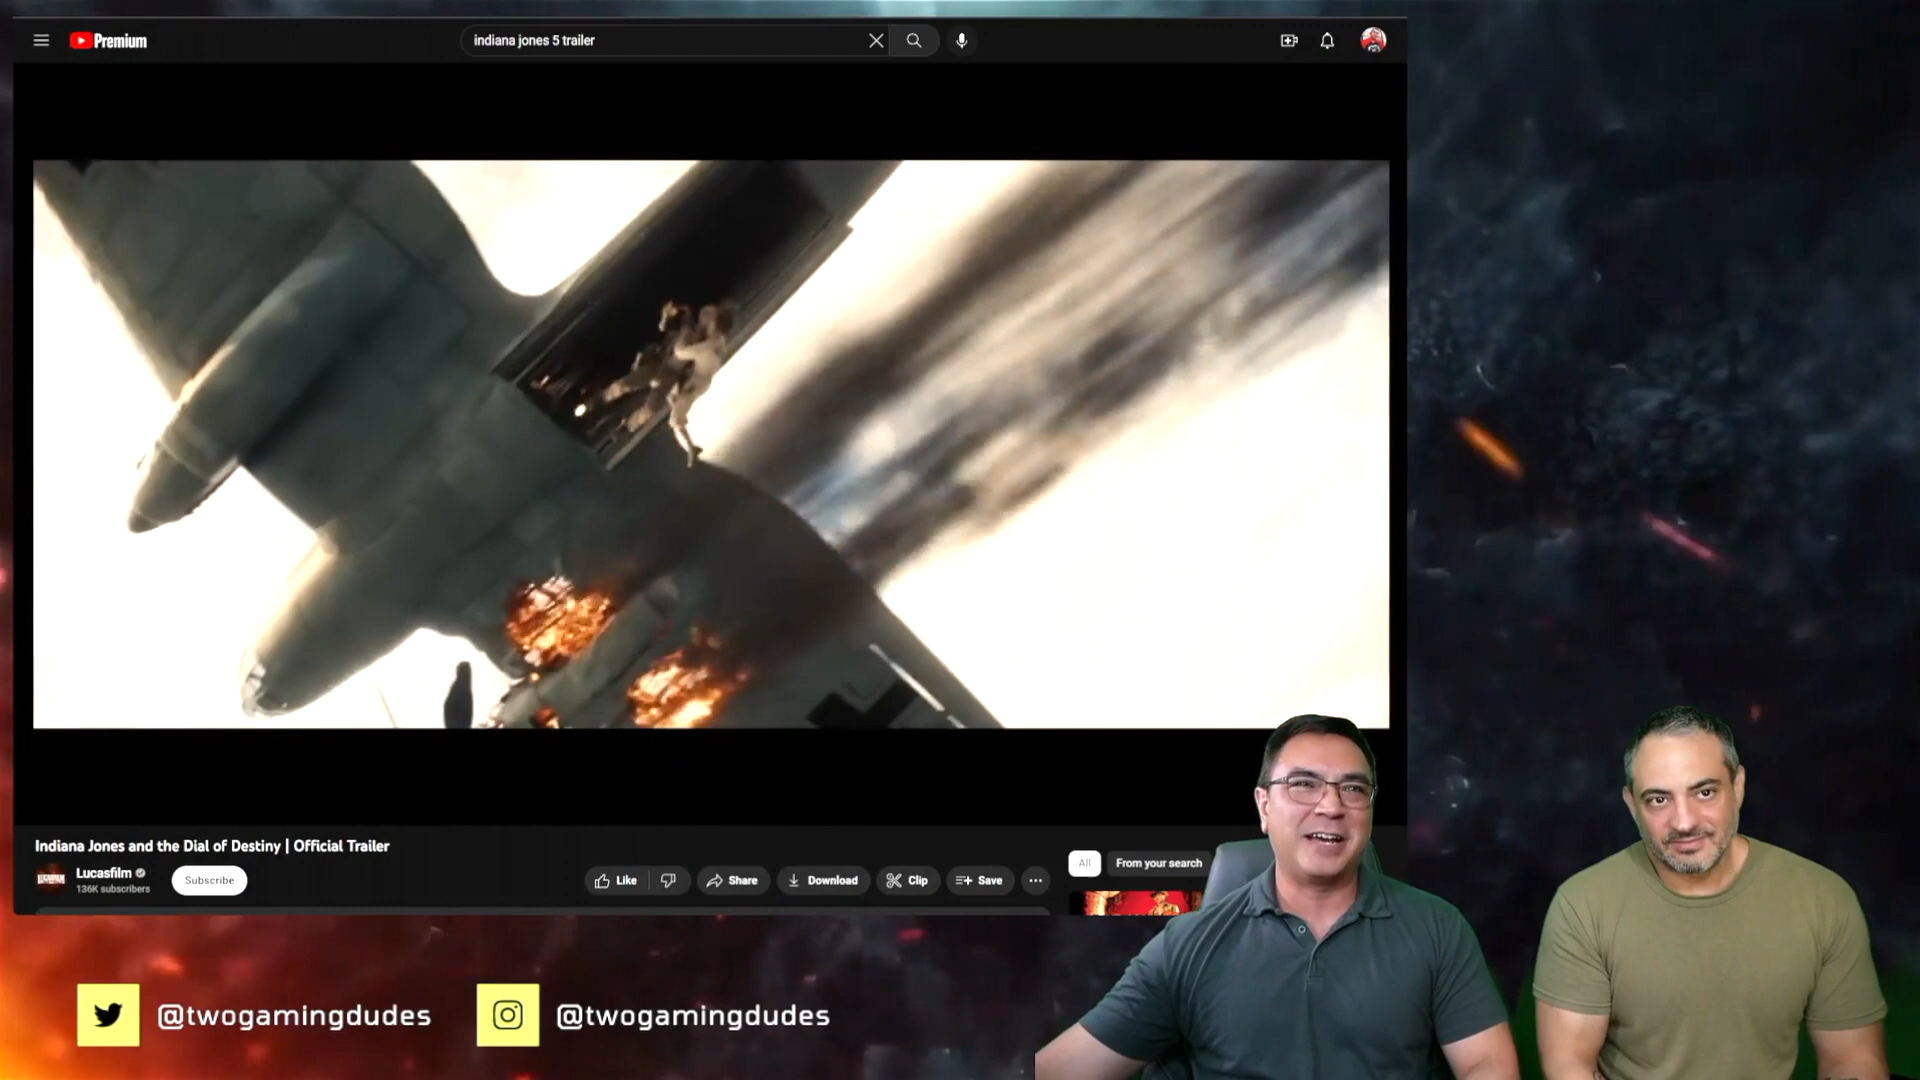 Premium
indiana jones 5 trailer
Indiana Jones and the Dial of Destiny | Official Trailer
Lucasfilm
136K subscribers
Subscribe
Like
Share
Download
Clip
Save
All
From your search
@twogamingdudes
@twogamingdudes